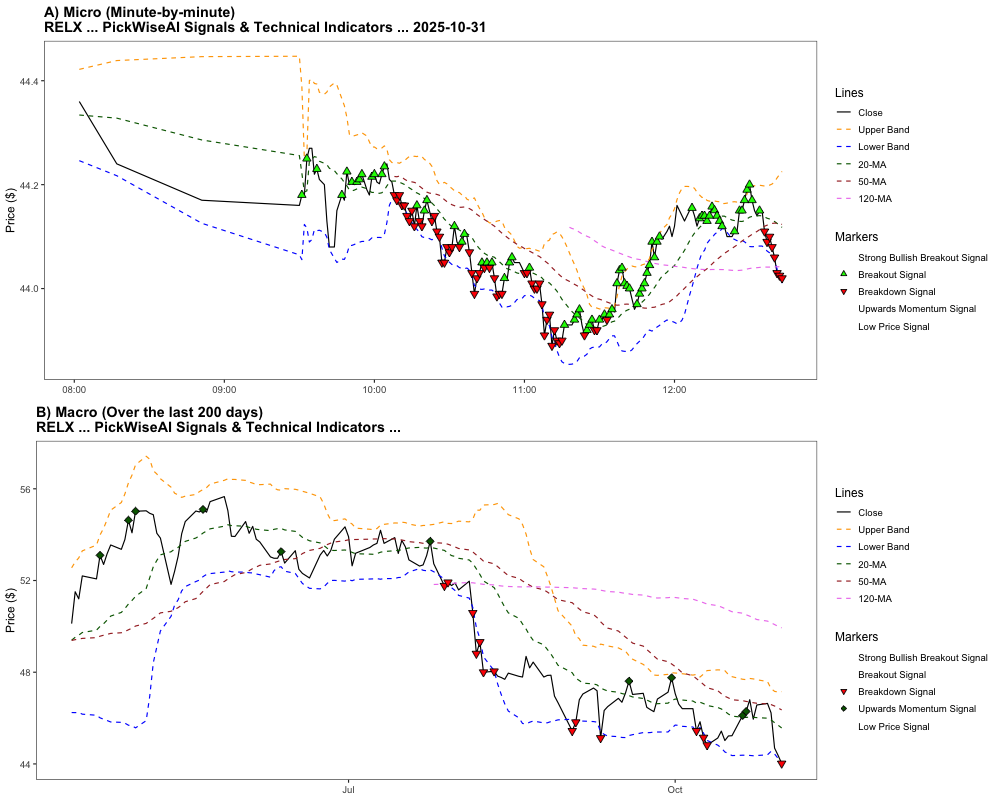 A) Micro (Minute-by-minute)
RELX ... PickWiseAI Signals & Technical Indicators ... 2025-10-31
Price ($)
44.4
44.2
44.0
08:00
09:00
10:00
11:00
12:00
Lines
Close
Upper Band
Lower Band
20-MA
50-MA
120-MA
Markers
Strong Bullish Breakout Signal
Breakout Signal
Breakdown Signal
Upwards Momentum Signal
Low Price Signal
B) Macro (Over the last 200 days)
RELX ... PickWiseAI Signals & Technical Indicators ...
Price ($)
56
52
48
44
Jul
Oct
Lines
Close
Upper Band
Lower Band
20-MA
50-MA
120-MA
Markers
Strong Bullish Breakout Signal
Breakout Signal
Breakdown Signal
Upwards Momentum Signal
Low Price Signal